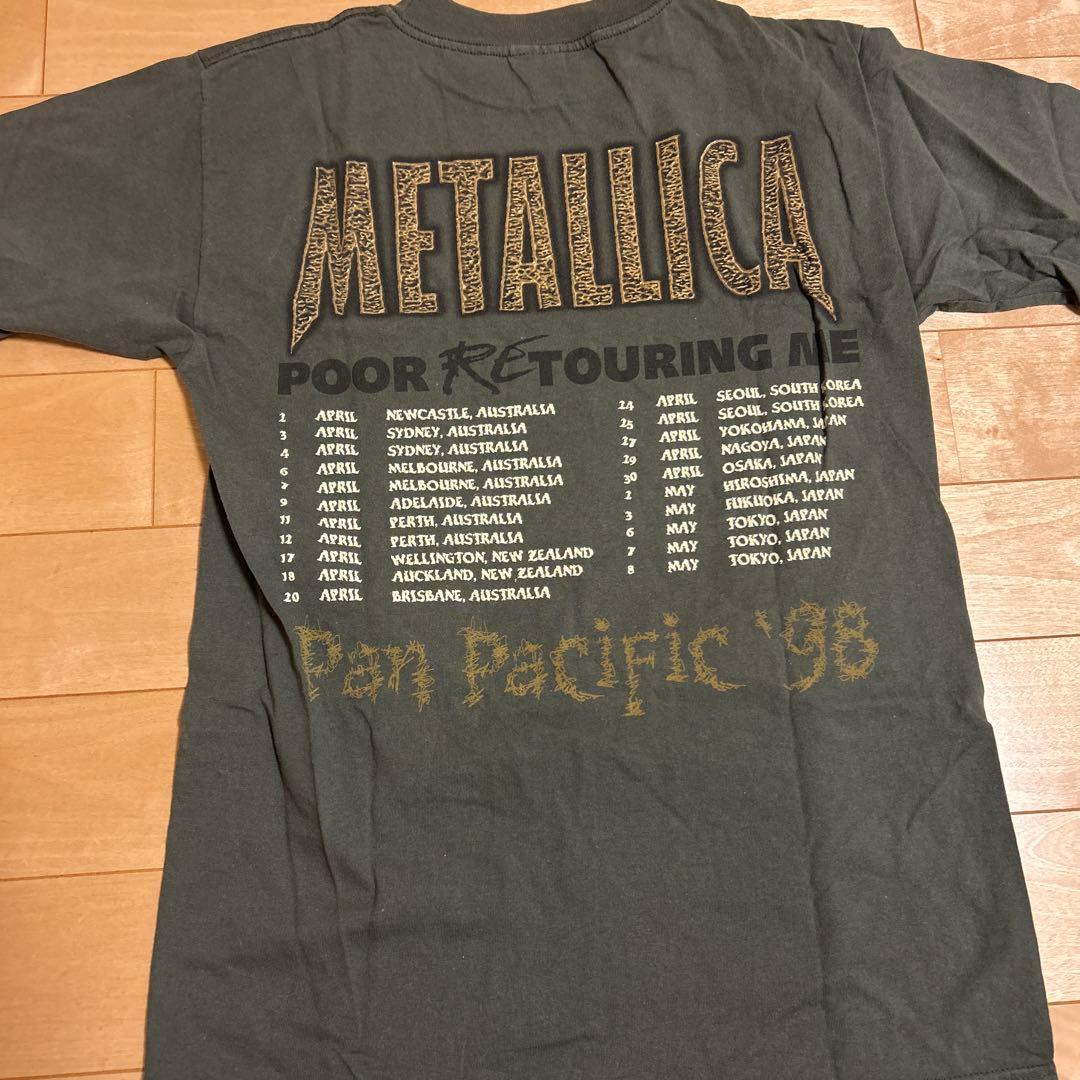 METALLICA
POOR RETOURING ME
2 APRIL NEWCASTLE, AUSTRALIA
3 APRIL SYDNEY, AUSTRALIA
4 APRIL SYDNEY, AUSTRALIA
6 APRIL MELBOURNE, AUSTRALIA
7 APRIL MELBOURNE, AUSTRALIA
9 APRIL ADELAIDE, AUSTRALIA
11 APRIL PERTH, AUSTRALIA
12 APRIL PERTH, AUSTRALIA
17 APRIL WELLINGTON, NEW ZEALAND
18 APRIL AUCKLAND, NEW ZEALAND
20 APRIL BRISBANE, AUSTRALIA
24 APRIL SEOUL, SOUTH KOREA
25 APRIL SEOUL, SOUTH KOREA
27 APRIL YOKOHAMA, JAPAN
29 APRIL NAGOYA, JAPAN
30 APRIL OSAKA, JAPAN
2 MAY HIROSHIMA, JAPAN
3 MAY FUKUOKA, JAPAN
6 MAY TOKYO, JAPAN
7 MAY TOKYO, JAPAN
8 MAY TOKYO, JAPAN
Pan Pacific '98